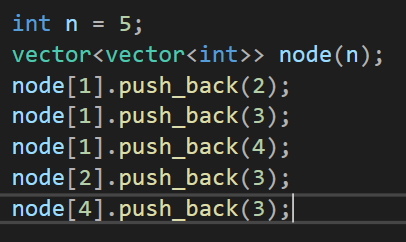 int n = 5;
vector<vector<int>> node(n);
node[1].push_back(2);
node[1].push_back(3);
node[1].push_back(4);
node[2].push_back(3);
node[4].push_back(3);